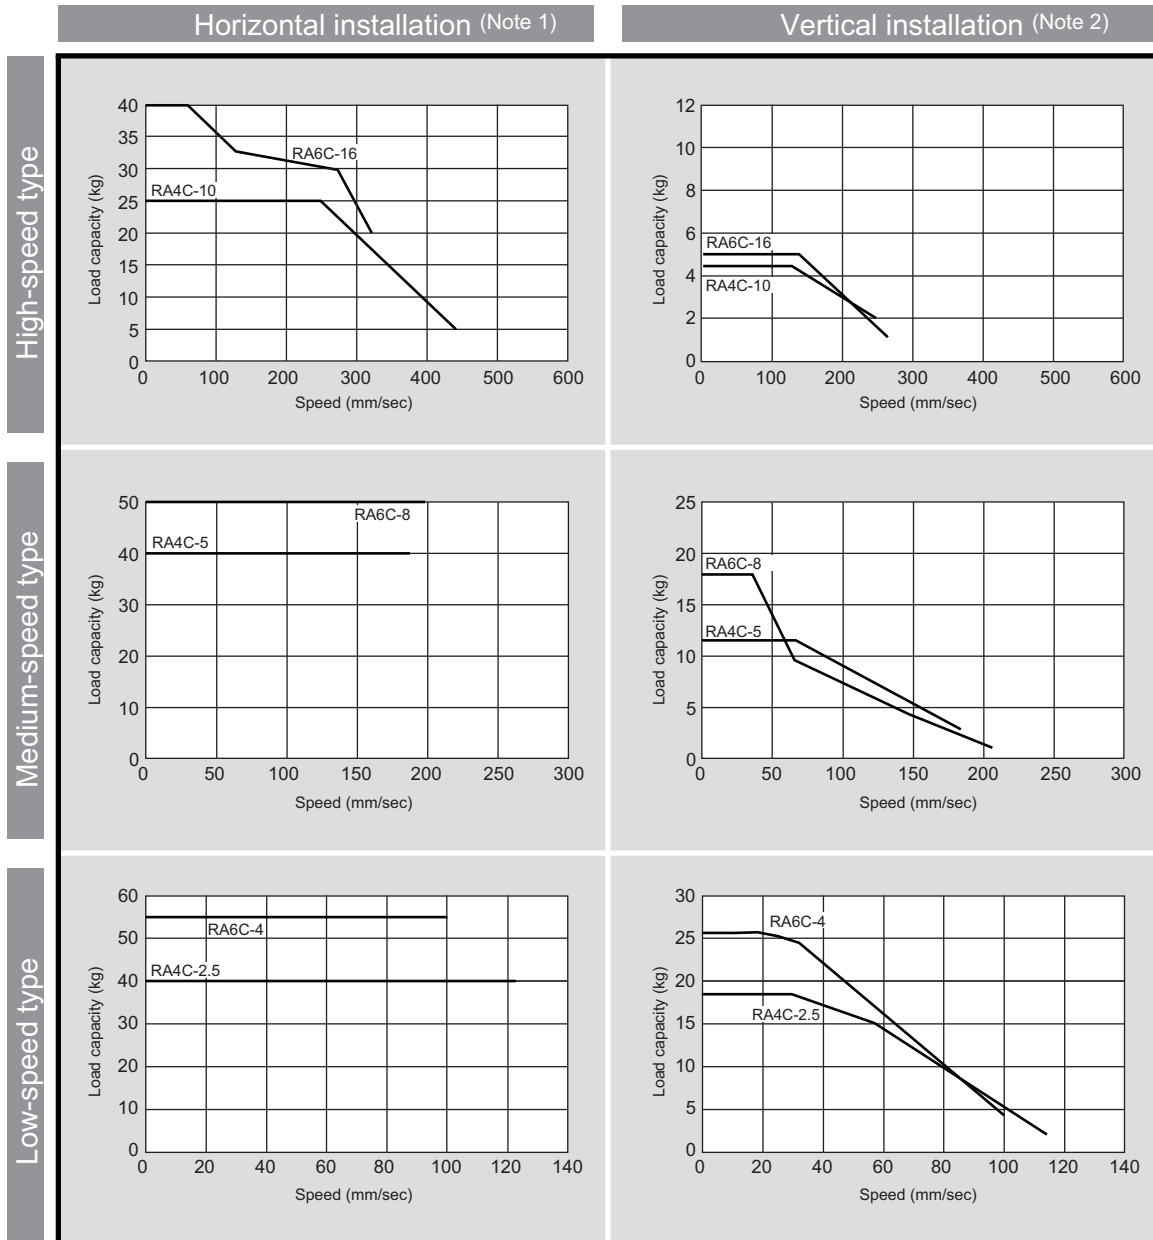 Horizontal installation (Note 1)
Vertical installation (Note 2)
High-speed type
Load capacity (kg)
40
35
30
25
20
15
10
5
0
RA6C-16
RA4C-10
0 100 200 300 400 500 600
Speed (mm/sec)
Load capacity (kg)
12
10
8
6
4
2
0
RA6C-16
RA4C-10
0 100 200 300 400 500 600
Speed (mm/sec)
Medium-speed type
Load capacity (kg)
50
40
30
20
10
0
RA6C-8
RA4C-5
0 50 100 150 200 250 300
Speed (mm/sec)
Load capacity (kg)
25
20
15
10
5
0
RA6C-8
RA4C-5
0 50 100 150 200 250 300
Speed (mm/sec)
Low-speed type
Load capacity (kg)
60
50
40
30
20
10
0
RA6C-4
RA4C-2.5
0 20 40 60 80 100 120 140
Speed (mm/sec)
Load capacity (kg)
30
25
20
15
10
5
0
RA6C-4
RA4C-2.5
0 20 40 60 80 100 120 140
Speed (mm/sec)